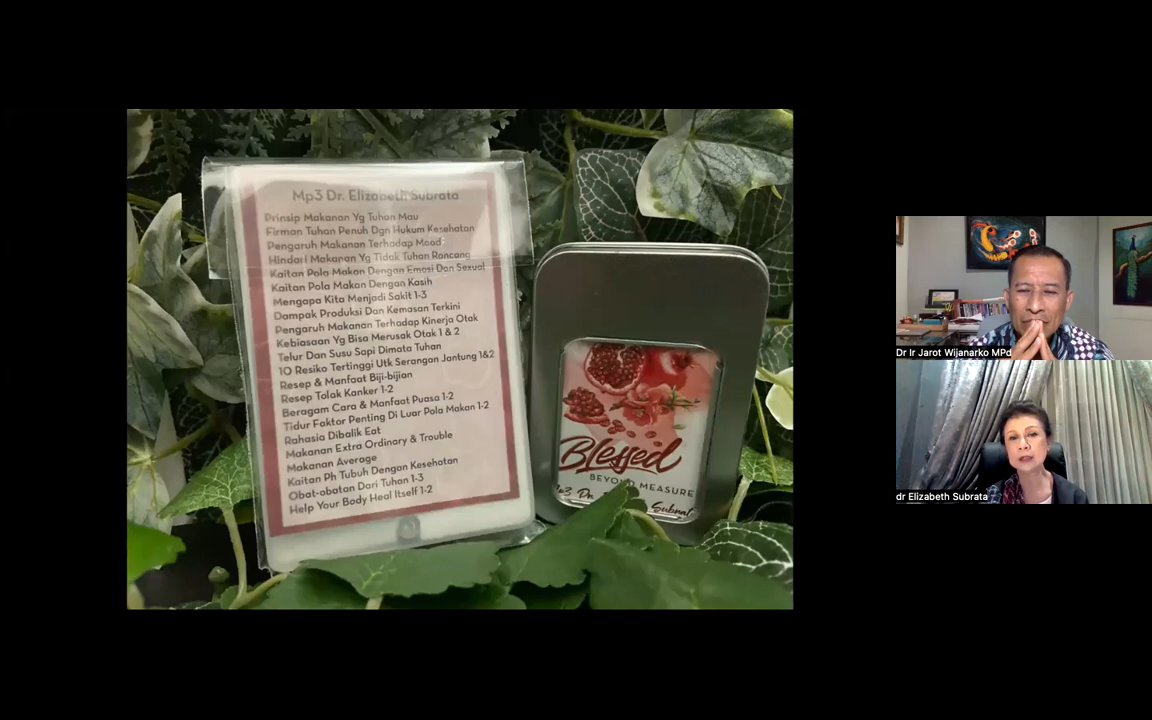 Mp3 Dr. Elizabeth Subrata
Prinsip Makanan Yg Tuhan Mau
Firman Tuhan Penuh Dgn Hukum Kesehatan
Pengaruh Makanan Terhadap Mood
Hindari Makanan Yg Tidak Tuhan Rancang
Kaitan Pola Makan Dengan Emosi Dan Sexual
Kaitan Pola Makan Dengan Kasih
Mengapa Kita Menjadi Sakit 1-3
Dampak Produksi Dan Kemasan Terkini
Pengaruh Makanan Terhadap Kinerja Otak
Kebiasaan Yg Bisa Merusak Otak 1 & 2
Telur Dan Susu Sapi Dimata Tuhan
10 Resiko Tertinggi Utk Serangan Jantung 1&2
Resep & Manfaat Biji-bijian
Resep Tolak Kanker 1-2
Beragam Cara & Manfaat Puasa 1-2
Tidur Faktor Penting Di Luar Pola Makan 1-2
Rahasia Dibalik Eat
Makanan Extra Ordinary & Trouble
Makanan Average
Kaitan Ph Tubuh Dengan Kesehatan
Obat-obatan Dari Tuhan 1-3
Help Your Body Heal Itself 1-2
Blessed
BEYOND MEASURE
Dr Ir Jarot Wijanarko MPd
dr Elizabeth Subrata